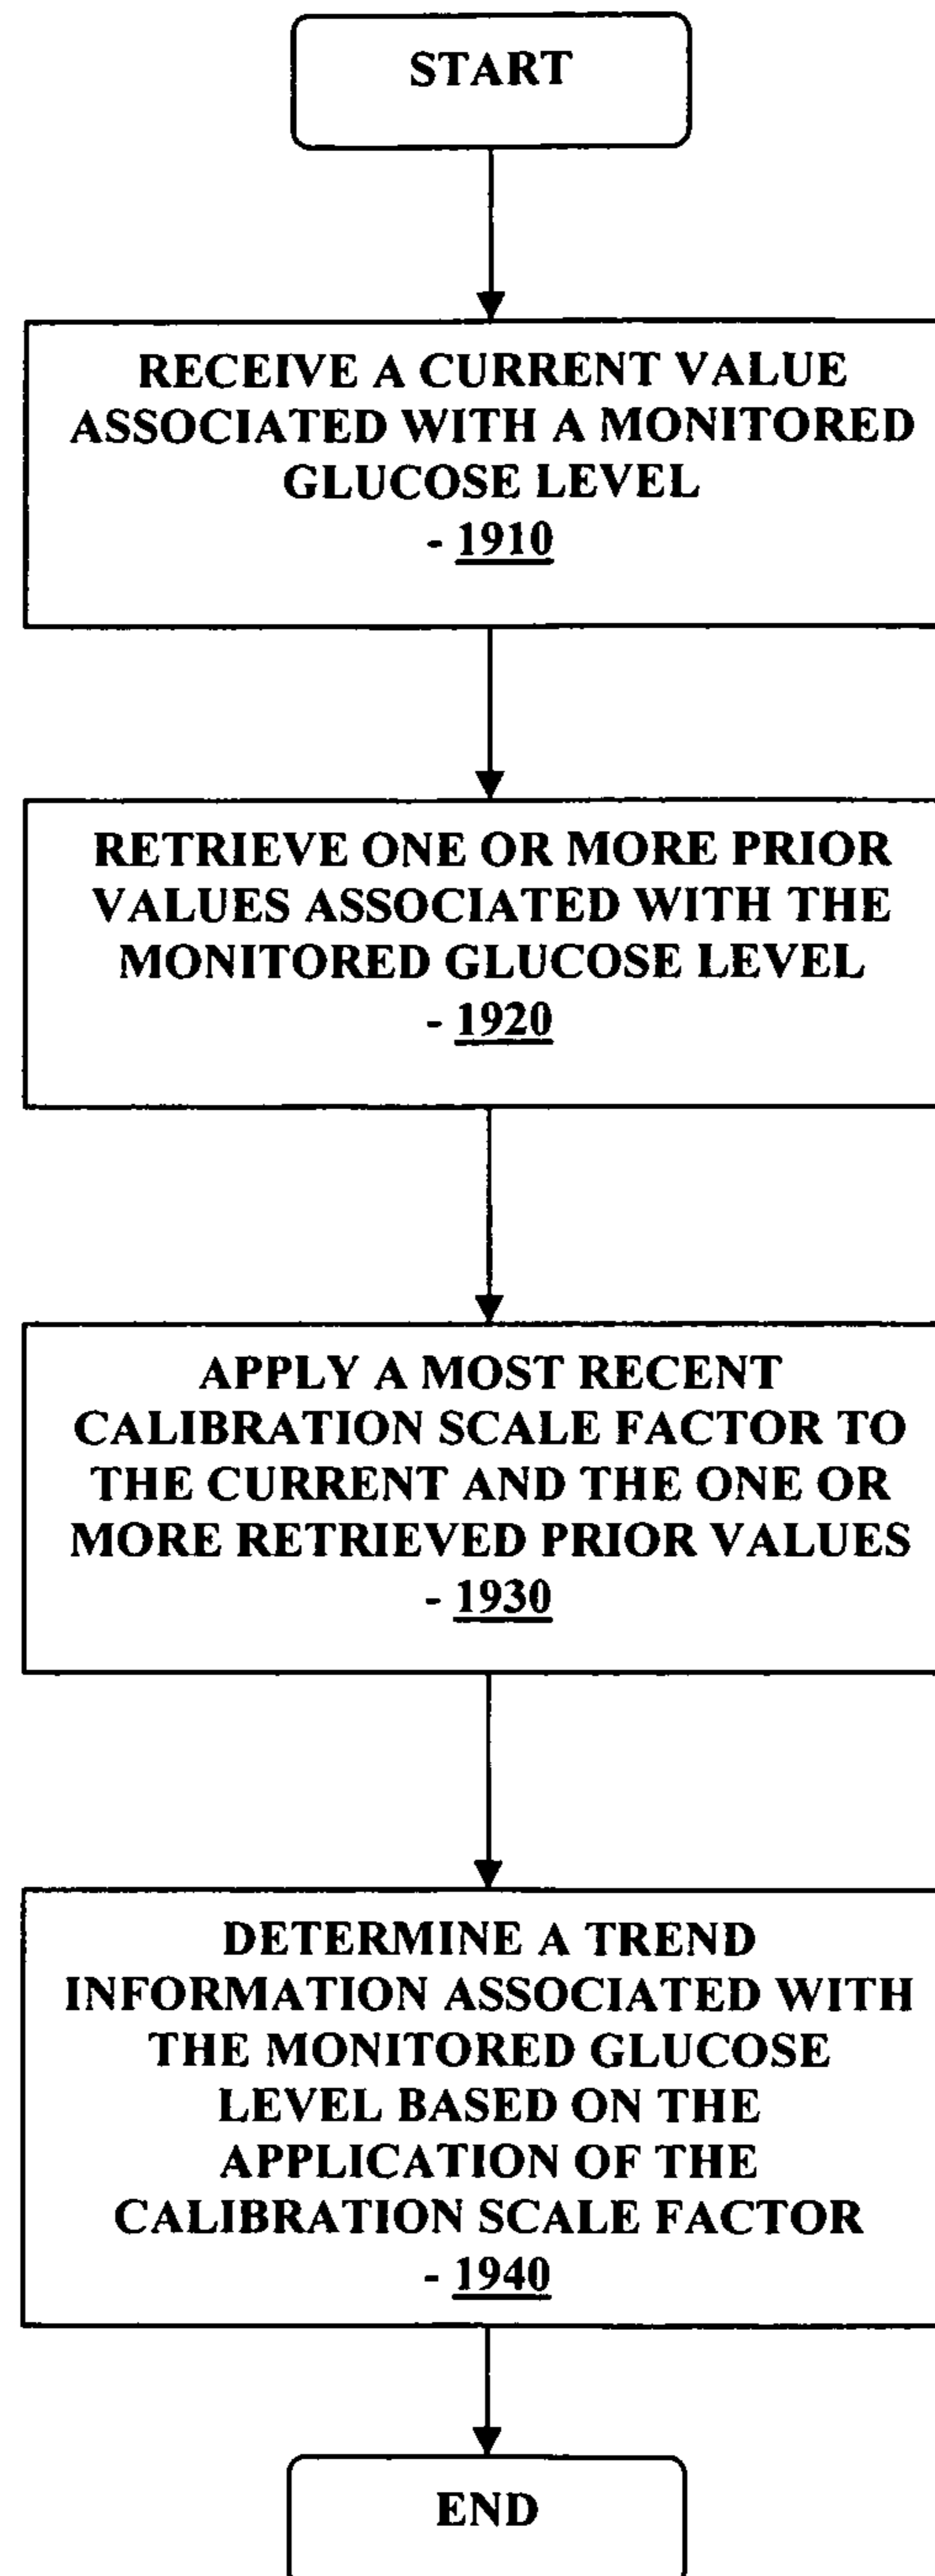 START
RECEIVE A CURRENT VALUE
ASSOCIATED WITH A MONITORED
GLUCOSE LEVEL
- 1910
RETRIEVE ONE OR MORE PRIOR
VALUES ASSOCIATED WITH THE
MONITORED GLUCOSE LEVEL
- 1920
APPLY A MOST RECENT
CALIBRATION SCALE FACTOR TO
THE CURRENT AND THE ONE OR
MORE RETRIEVED PRIOR VALUES
- 1930
DETERMINE A TREND
INFORMATION ASSOCIATED WITH
THE MONITORED GLUCOSE
LEVEL BASED ON THE
APPLICATION OF THE
CALIBRATION SCALE FACTOR
- 1940
END